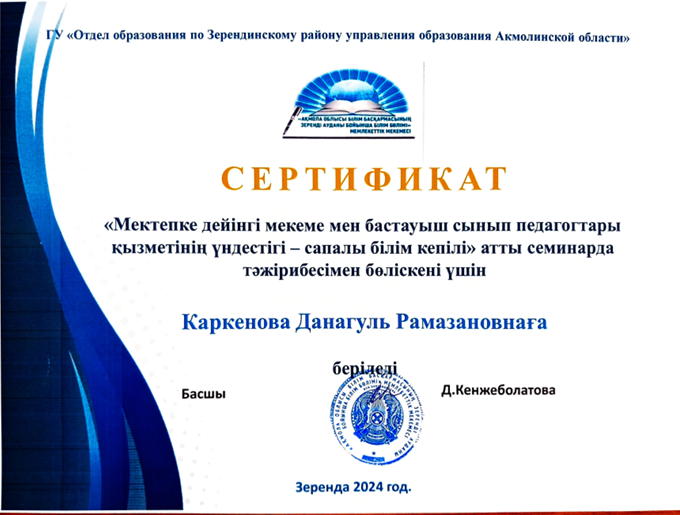 ГУ «Отдел образования по Зерендинскому району управления образования Акмолинской области»
«АҚМОЛА ОБЛЫСЫ БІЛІМ БАСҚАРМАСЫНЫҢ
ЗЕРЕНДІ АУДАНЫ БОЙЫНША БІЛІМ БӨЛІМІ»
МЕМЛЕКЕТТІК МЕКЕМЕСІ
СЕРТИФИКАТ
«Мектепке дейінгі мекеме мен бастауыш сынып педагогтары
қызметінің үндестігі – сапалы білім кепілі» атты семинарда
тәжірибесімен бөліскені үшін
Каркенова Данагуль Рамазановнаға
беріледі
Басшы
Д.Кенжеболатова
Зеренда 2024 год.